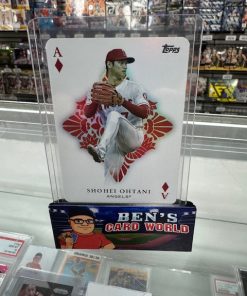 A
Topps
SHOHEI OHTANI
ANGELS®
A
BEN'S
CARD WORLD